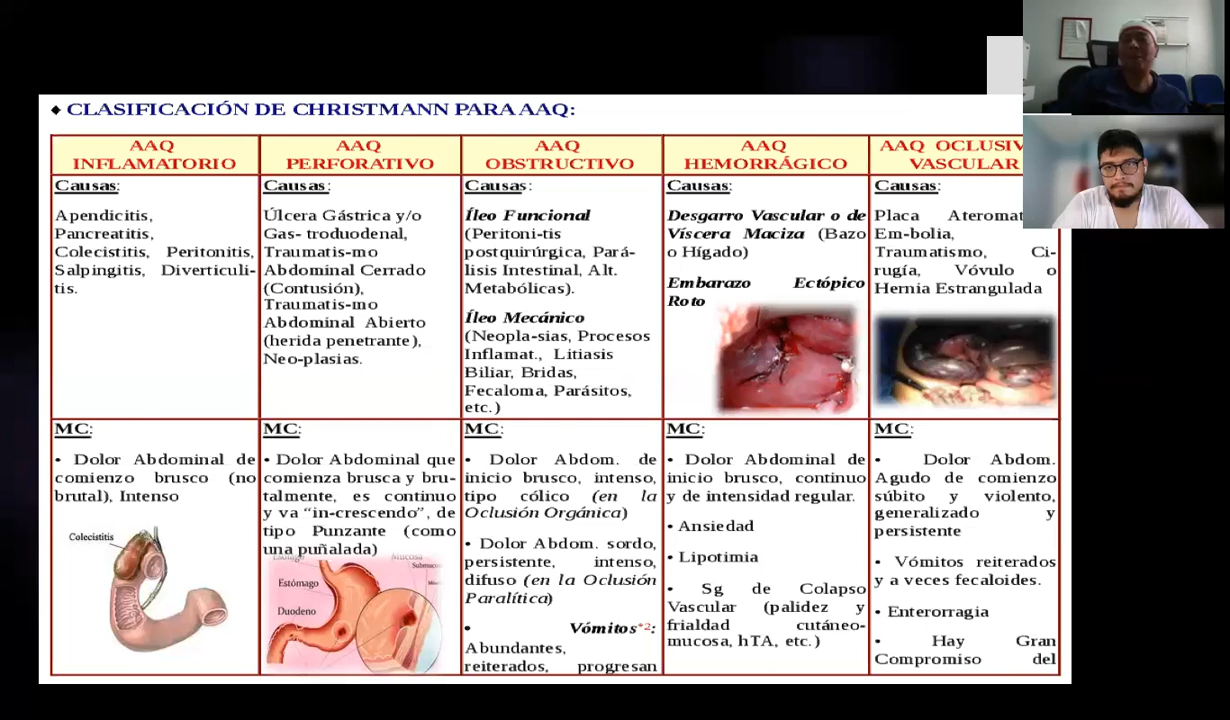 ◆ CLASIFICACIÓN DE CHRISTMANN PARA AAQ:
AAQ
INFLAMATORIO
Causas:
Apendicitis,
Pancreatitis,
Colecistitis, Peritonitis,
Salpingitis, Diverticuli-
tis.
AAQ
PERFORATIVO
Causas:
Úlcera Gástrica y/o
Gas- troduodenal,
Traumatis-mo
Abdominal Cerrado
(Contusión),
Traumatis-mo
Abdominal Abierto
(herida penetrante),
Neo-plasias.
AAQ
OBSTRUCTIVO
Causas:
Íleo Funcional
(Peritoni-tis
postquirúrgica, Pará-
lisis Intestinal, Alt.
Metabólicas).
Íleo Mecánico
(Neopla-sias, Procesos
Inflamat., Litiasis
Biliar, Bridas,
Fecaloma, Parásitos,
etc.)
AAQ
HEMORRÁGICO
Causas:
Desgarro Vascular o de
Víscera Maciza (Bazo
o Hígado)
Embarazo Ectópico
Roto
AAQ OCLUSIV
VASCULAR
Causas:
Placa Ateromat
Em-bolia,
Traumatismo, Ci-
rugía, Vóvulo o
Hernia Estrangulada
MC:
• Dolor Abdominal de
comienzo brusco (no
brutal), Intenso
Colecistitis
MC:
• Dolor Abdominal que
comienza brusca y bru-
talmente, es continuo
y va “in-crescendo”, de
tipo Punzante (como
una puñalada)
Mucosa
Estómago
Duodeno
MC:
• Dolor Abdom. de
inicio brusco, intenso,
tipo cólico (en la
Oclusión Orgánica)
• Dolor Abdom. sordo,
persistente, intenso,
difuso (en la Oclusión
Paralítica)
• Vómitos*2:
Abundantes,
reiterados, progresan
MC:
• Dolor Abdominal de
inicio brusco, continuo
y de intensidad regular.
• Ansiedad
• Lipotimia
• Sg de Colapso
Vascular (palidez y
frialdad cutáneo-
mucosa, hTA, etc.)
MC:
• Dolor Abdom.
Agudo de comienzo
súbito y violento,
generalizado y
persistente
• Vómitos reiterados
y a veces fecaloides.
• Enterorragia
• Hay Gran
Compromiso del